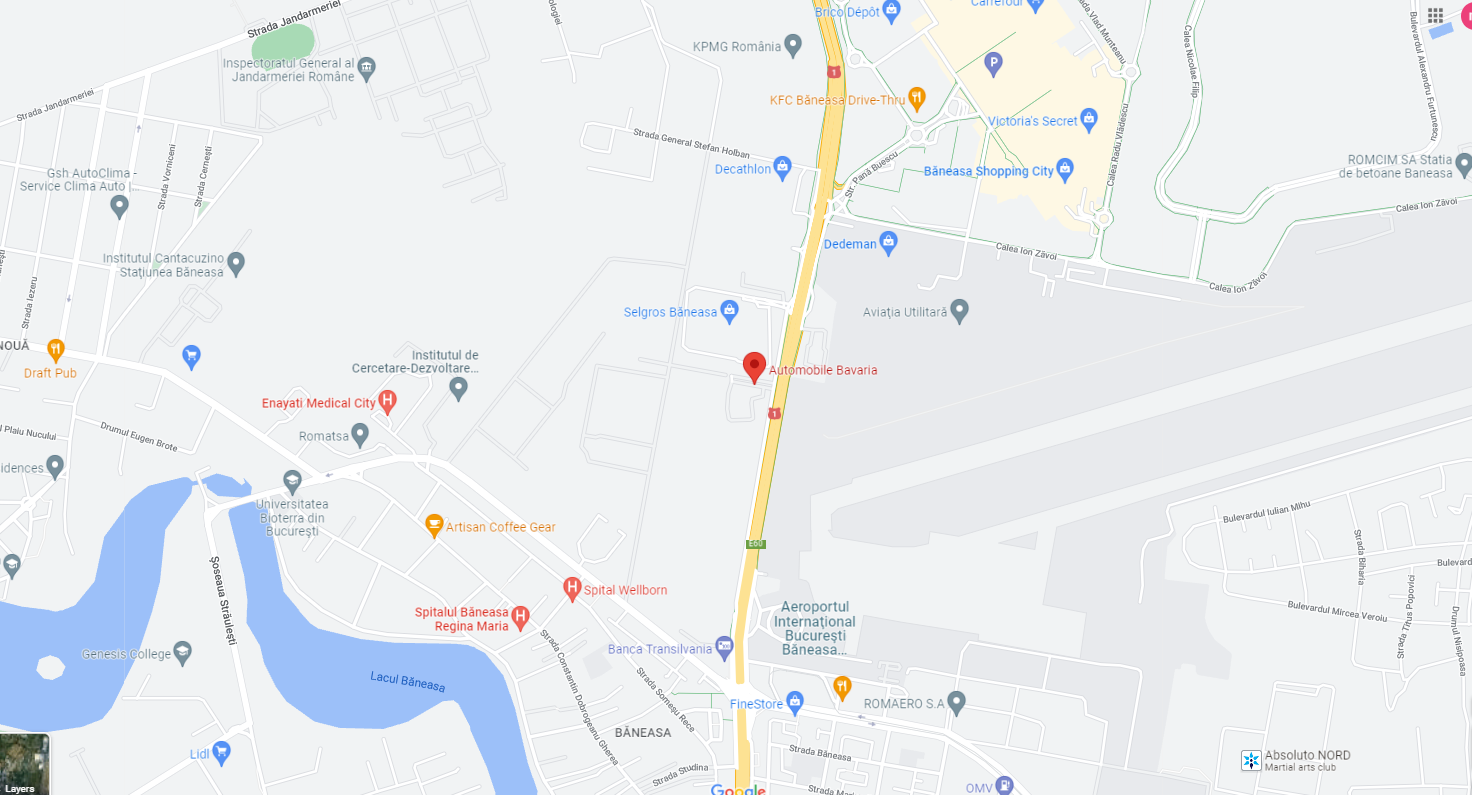 Strada Jandarmeriei
Brico Dépôt
Carrefour
Strada Vlad Munteanu
Calea Nicolae Filip
Bulevardul Alexandru Furtunescu
KPMG România
Inspectoratul General al
Jandarmeriei Române
1
P
Strada Jandarmeriei
KFC Băneasa Drive-Thru
Victoria's Secret
Strada General Stefan Holban
Strada Vorniceni
Strada Cernești
Calea Radu Vlădescu
Str. Pană Buescu
Gsh AutoClima -
Service Clima Auto |...
Decathlon
Băneasa Shopping City
ROMCIM SA Statia
de betoane Baneasa
Calea Ion Zăvoi
Dedeman
Calea Ion Zăvoi
Institutul Cantacuzino
Stațiunea Băneasa
Calea Ion Zăvoi
Strada Iezeru
Selgros Băneasa
Aviația Utilitară
NOUĂ
Draft Pub
Institutul de
Cercetare-Dezvoltare...
Automobile Bavaria
Enayati Medical City
H
1
Plaiu Nucului
Drumul Eugen Brote
Romatsa
idences
Universitatea
Bioterra din
București
Artisan Coffee Gear
Bulevardul Iulian Mihu
E60
Strada Biharia
Șoseaua Străulești
H
Spital Wellborn
Bulevardu
Spitalul Băneasa
Regina Maria
H
Aeroportul
Internațional
București
Băneasa...
Bulevardul Mircea Veroiu
Strada Titus Popovici
Drumul Nisipoasa
Genesis College
Banca Transilvania
Strada Constantin Dobrogeanu Gherea
Strada Someșu Rece
Lacul Băneasa
FineStore
ROMAERO S.A
BĂNEASA
Strada Băneasa
Lidl
Strada Studina
Absoluto NORD
Martial arts club
Layers
Google
Strada Maior
OMV